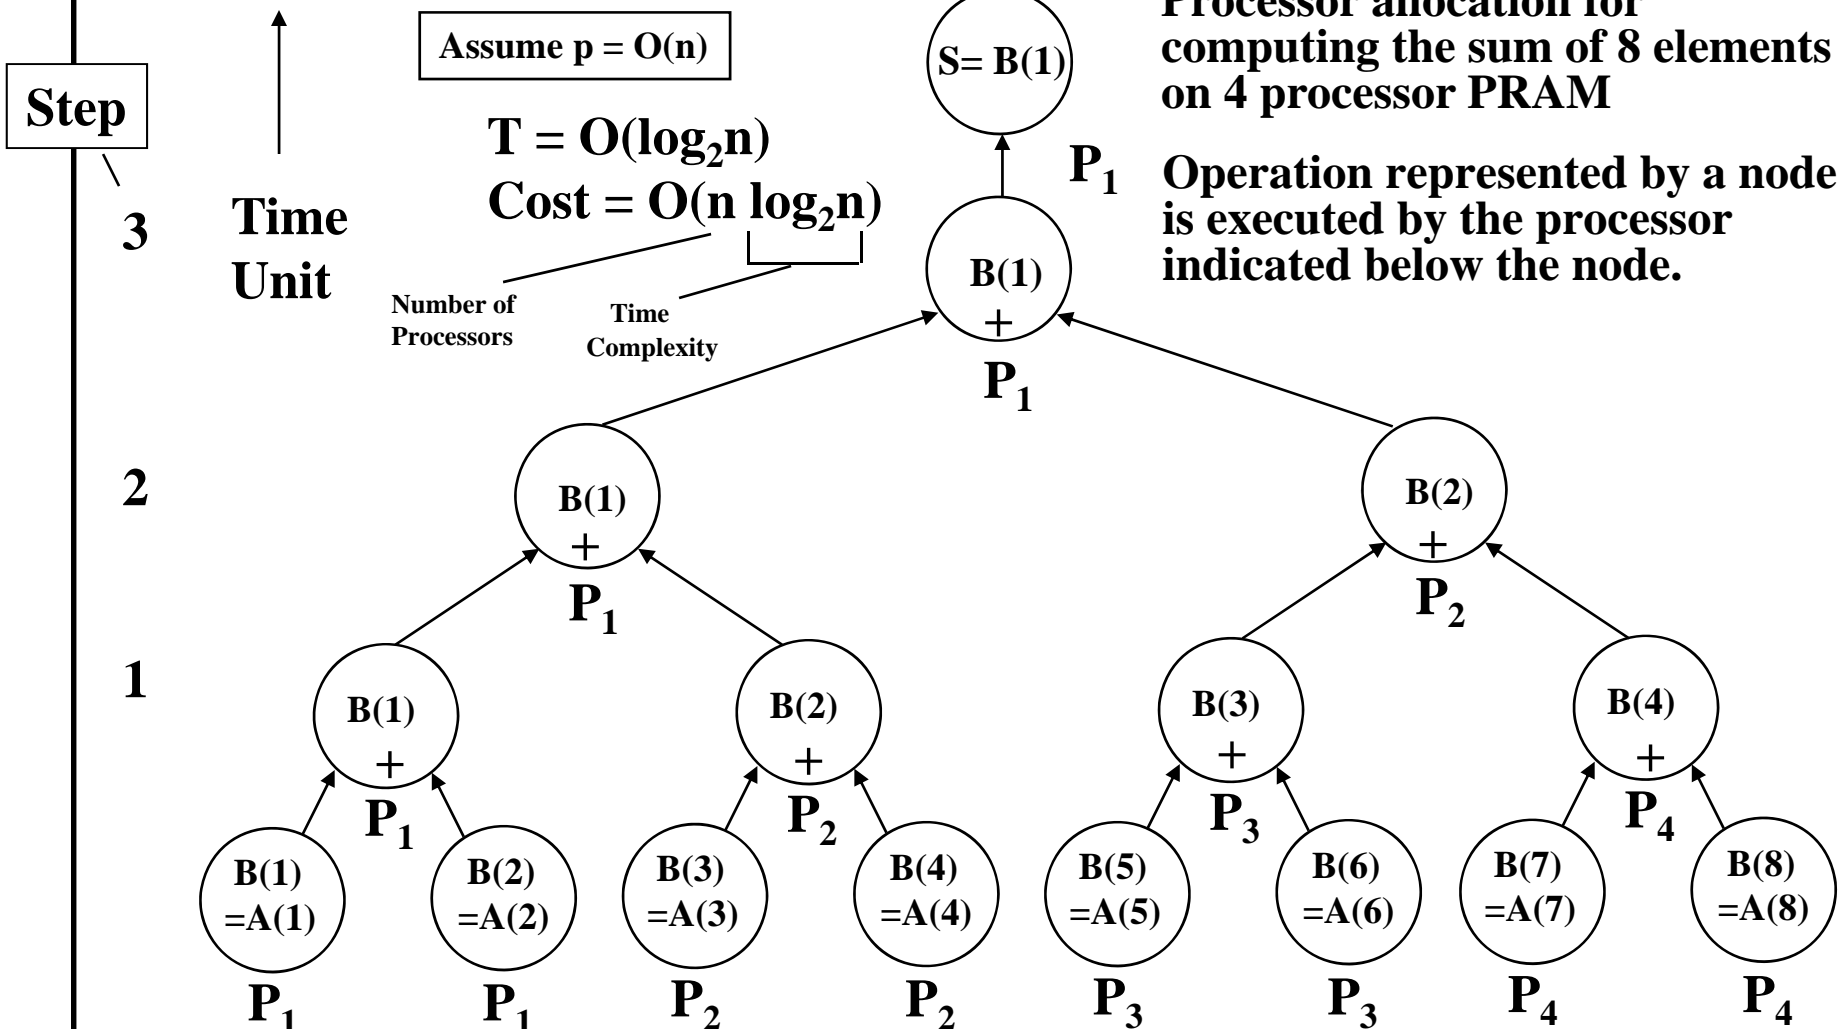 Assume p = O(n)
Step
T = O(log₂n)
Cost = O(n log₂n)
Number of
Processors
Time
Complexity
Time
Unit
3
2
1
Processor allocation for
computing the sum of 8 elements
on 4 processor PRAM
Operation represented by a node
is executed by the processor
indicated below the node.
S= B(1)
P₁
B(1)
+
P₁
B(1)
+
P₁
B(2)
+
P₂
B(1)
+
P₁
B(2)
+
P₂
B(3)
+
P₃
B(4)
+
P₄
B(1)
=A(1)
P₁
B(2)
=A(2)
P₁
B(3)
=A(3)
P₂
B(4)
=A(4)
P₂
B(5)
=A(5)
P₃
B(6)
=A(6)
P₃
B(7)
=A(7)
P₄
B(8)
=A(8)
P₄